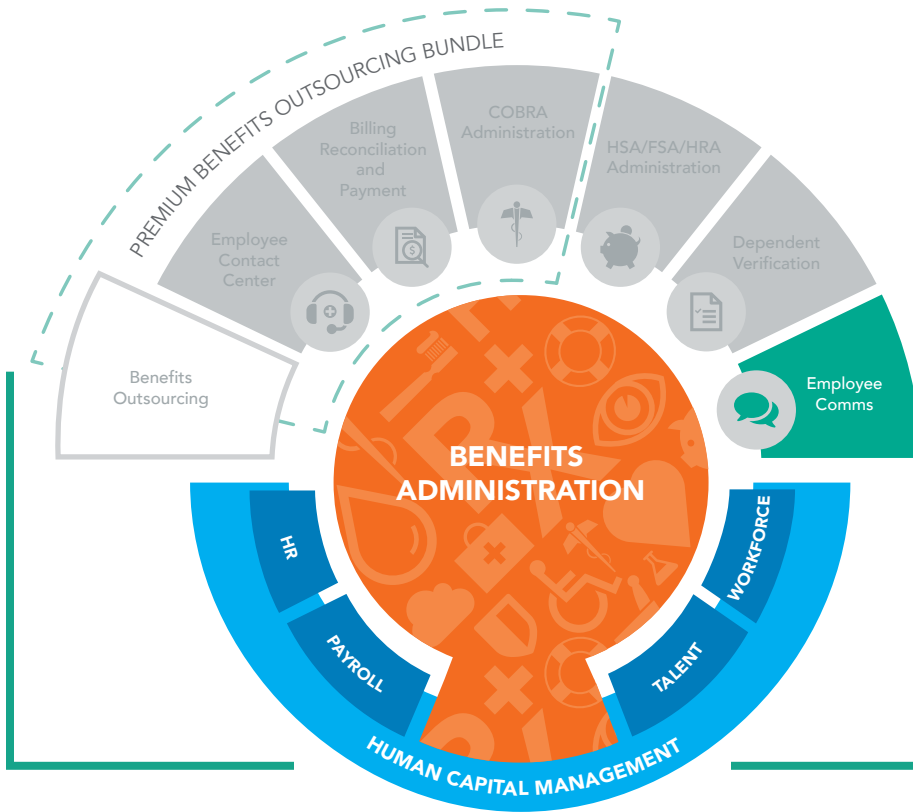 PREMIUM BENEFITS OUTSOURCING BUNDLE
Benefits
Outsourcing
Employee
Contact
Center
Billing
Reconciliation
and
Payment
COBRA
Administration
HSA/FSA/HRA
Administration
Dependent
Verification
Employee
Comms
BENEFITS
ADMINISTRATION
HR
PAYROLL
TALENT
WORKFORCE
HUMAN CAPITAL MANAGEMENT